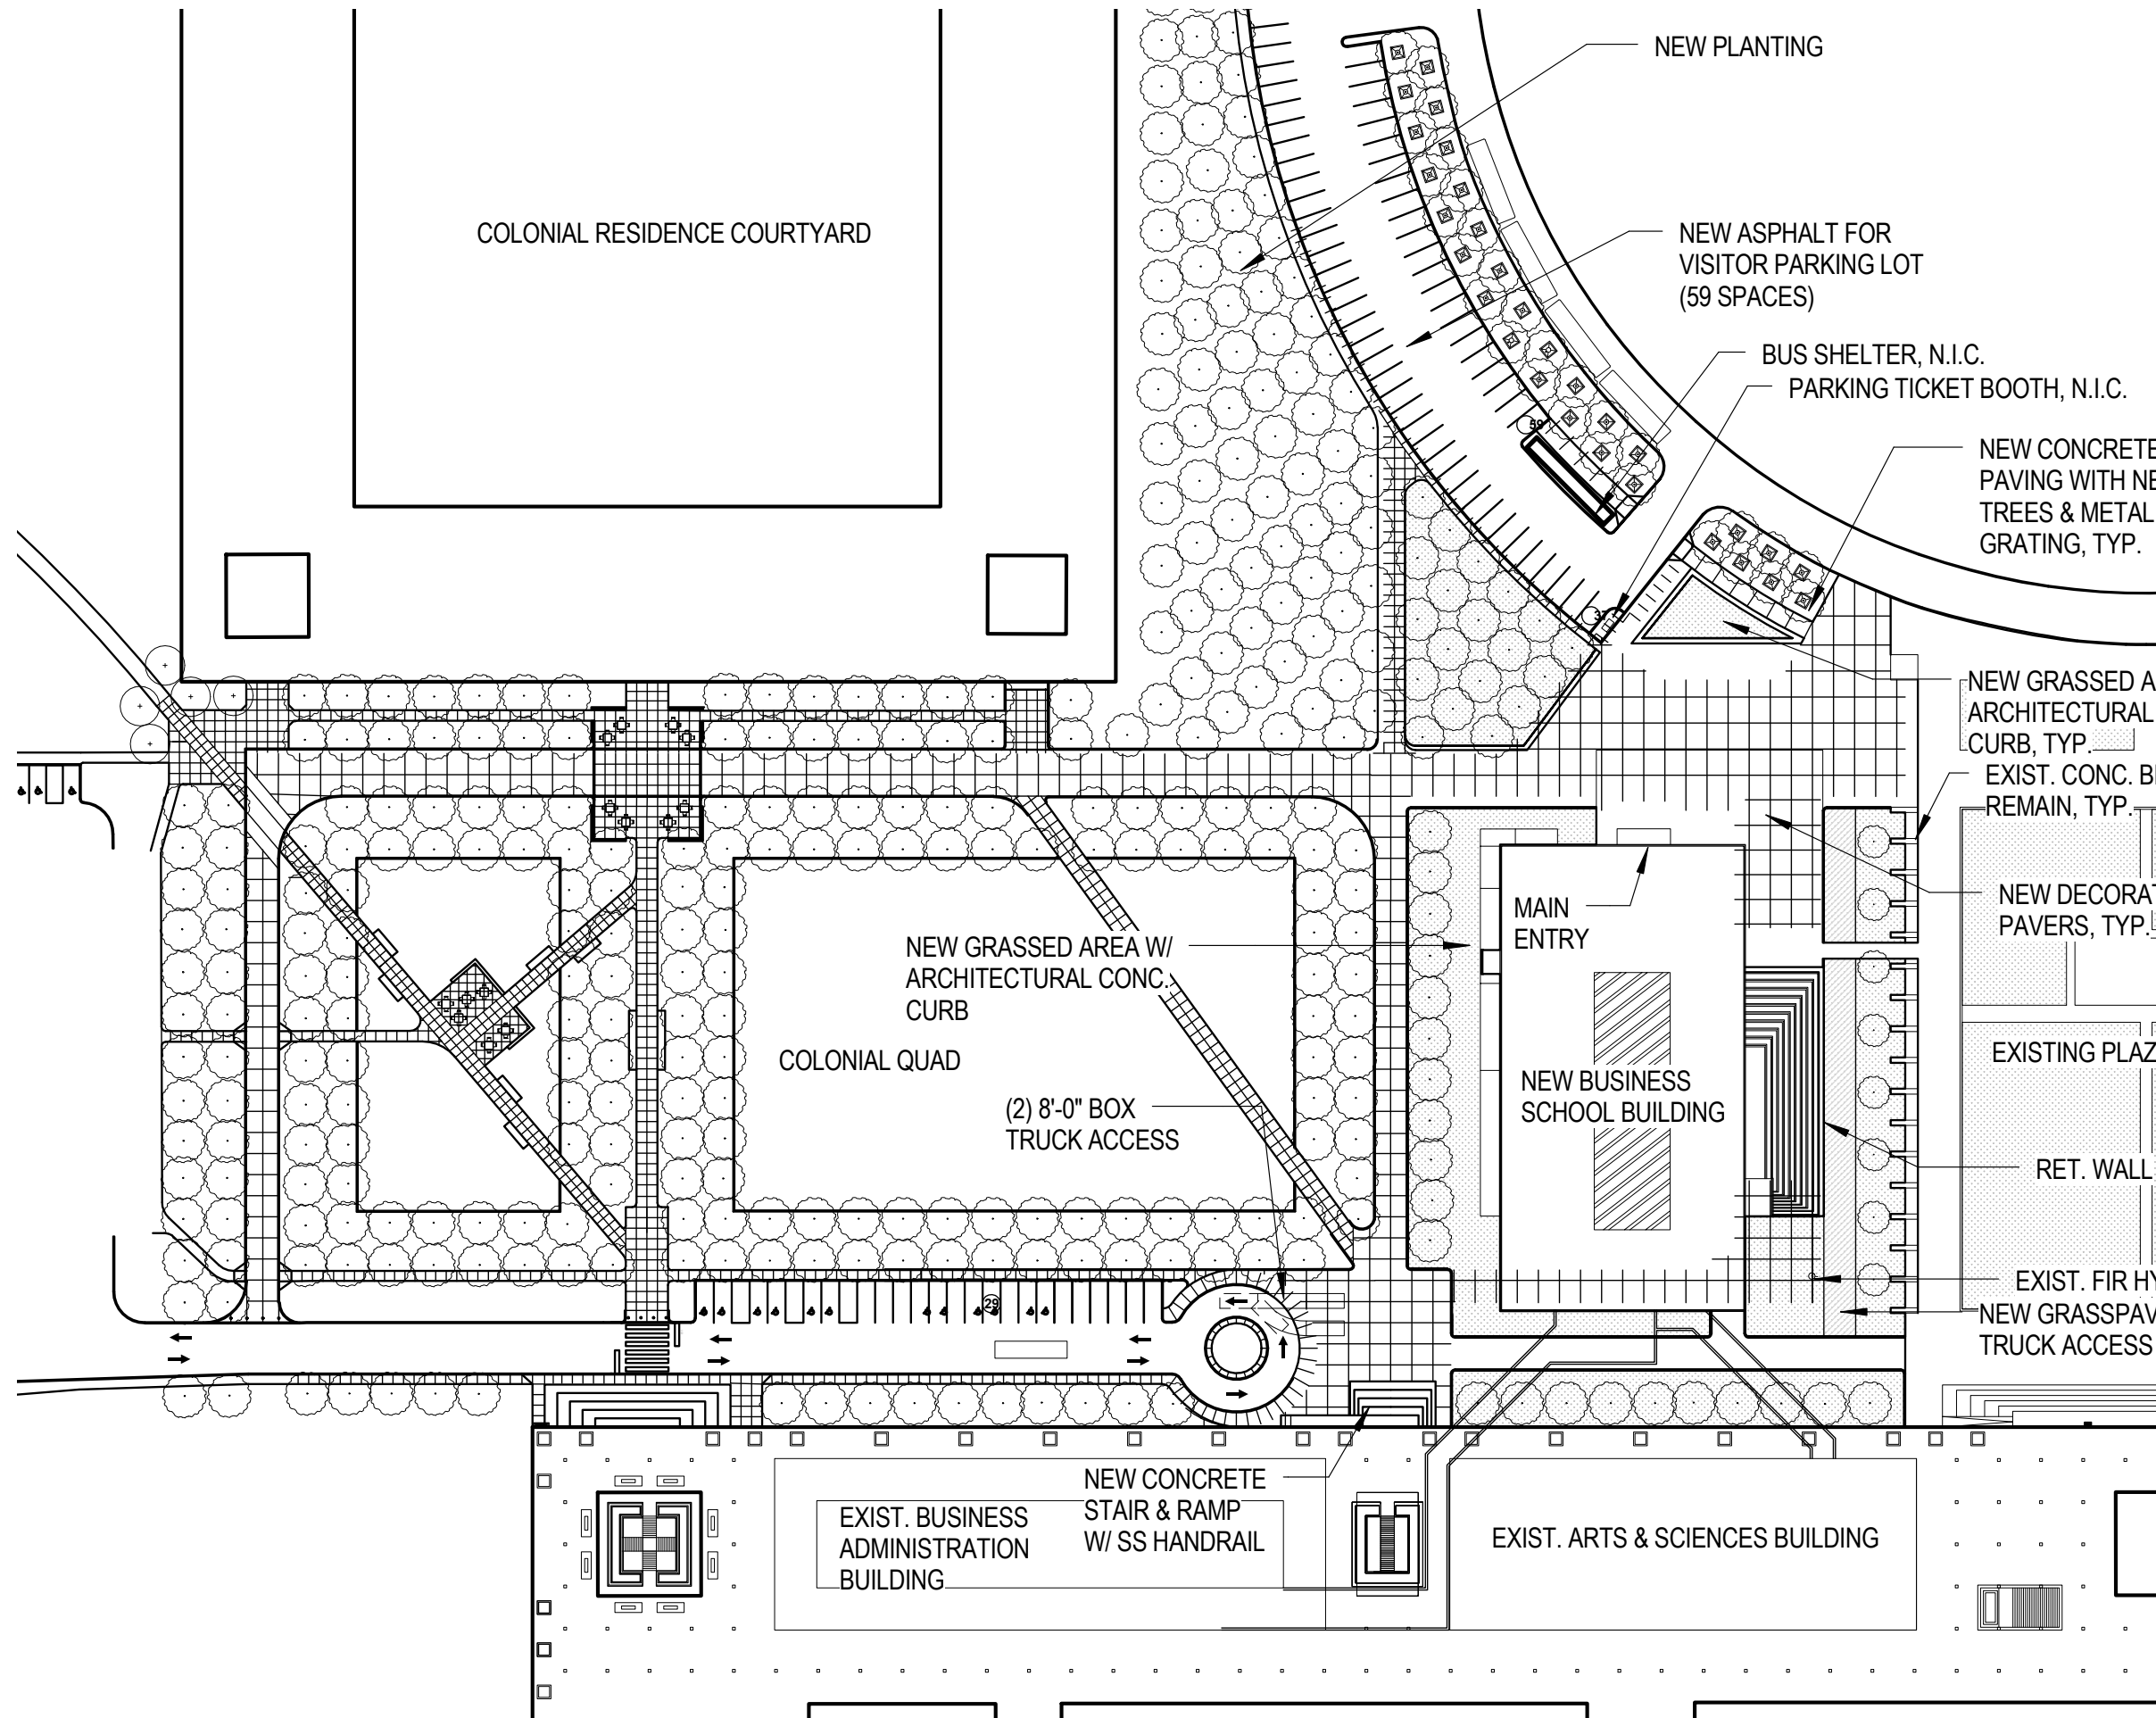 NEW PLANTING
COLONIAL RESIDENCE COURTYARD
NEW ASPHALT FOR
VISITOR PARKING LOT
(59 SPACES)
BUS SHELTER, N.I.C.
PARKING TICKET BOOTH, N.I.C.
59
NEW CONCRETE
PAVING WITH NE
TREES & METAL
GRATING, TYP.
37
NEW GRASSED A
ARCHITECTURAL
CURB, TYP.
EXIST. CONC. B
REMAIN, TYP.
MAIN
ENTRY
NEW DECORAT
PAVERS, TYP.
NEW GRASSED AREA W/
ARCHITECTURAL CONC.
CURB
COLONIAL QUAD
EXISTING PLAZ
(2) 8'-0" BOX
TRUCK ACCESS
NEW BUSINESS
SCHOOL BUILDING
RET. WALL
EXIST. FIR HY
NEW GRASSPAV
TRUCK ACCESS
29
NEW CONCRETE
STAIR & RAMP
W/ SS HANDRAIL
EXIST. BUSINESS
ADMINISTRATION
BUILDING
EXIST. ARTS & SCIENCES BUILDING